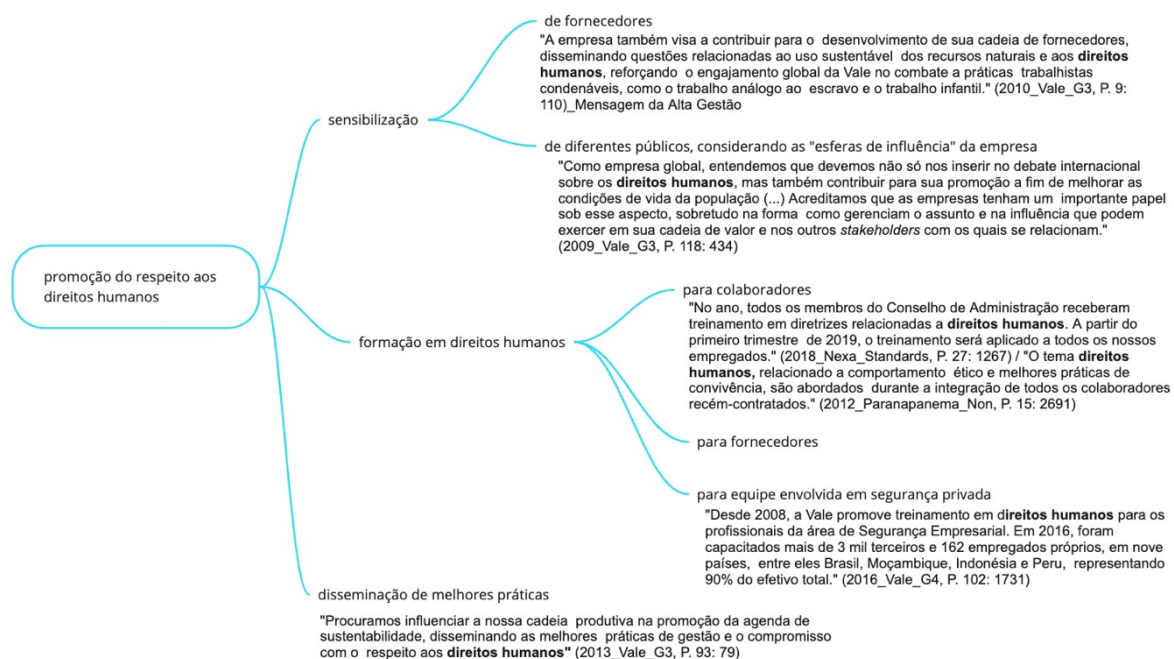 promoção do respeito aos
direitos humanos
sensibilização
de fornecedores
"A empresa também visa a contribuir para o desenvolvimento de sua cadeia de fornecedores,
disseminando questões relacionadas ao uso sustentável dos recursos naturais e aos direitos
humanos, reforçando o engajamento global da Vale no combate a práticas trabalhistas
condenáveis, como o trabalho análogo ao escravo e o trabalho infantil." (2010_Vale_G3, P. 9:
110)_Mensagem da Alta Gestão
de diferentes públicos, considerando as "esferas de influência" da empresa
"Como empresa global, entendemos que devemos não só nos inserir no debate internacional
sobre os direitos humanos, mas também contribuir para sua promoção a fim de melhorar as
condições de vida da população (...) Acreditamos que as empresas tenham um importante papel
sob esse aspecto, sobretudo na forma como gerenciam o assunto e na influência que podem
exercer em sua cadeia de valor e nos outros stakeholders com os quais se relacionam."
(2009_Vale_G3, P. 118: 434)
formação em direitos humanos
para colaboradores
"No ano, todos os membros do Conselho de Administração receberam
treinamento em diretrizes relacionadas a direitos humanos. A partir do
primeiro trimestre de 2019, o treinamento será aplicado a todos os nossos
empregados." (2018_Nexa_Standards, P. 27: 1267) / "O tema direitos
humanos, relacionado a comportamento ético e melhores práticas de
convivência, são abordados durante a integração de todos os colaboradores
recém-contratados." (2012_Paranapanema_Non, P. 15: 2691)
para fornecedores
para equipe envolvida em segurança privada
"Desde 2008, a Vale promove treinamento em direitos humanos para os
profissionais da área de Segurança Empresarial. Em 2016, foram
capacitados mais de 3 mil terceiros e 162 empregados próprios, em nove
países, entre eles Brasil, Moçambique, Indonésia e Peru, representando
90% do efetivo total." (2016_Vale_G4, P. 102: 1731)
disseminação de melhores práticas
"Procuramos influenciar a nossa cadeia produtiva na promoção da agenda de
sustentabilidade, disseminando as melhores práticas de gestão e o compromisso
com o respeito aos direitos humanos" (2013_Vale_G3, P. 93: 79)